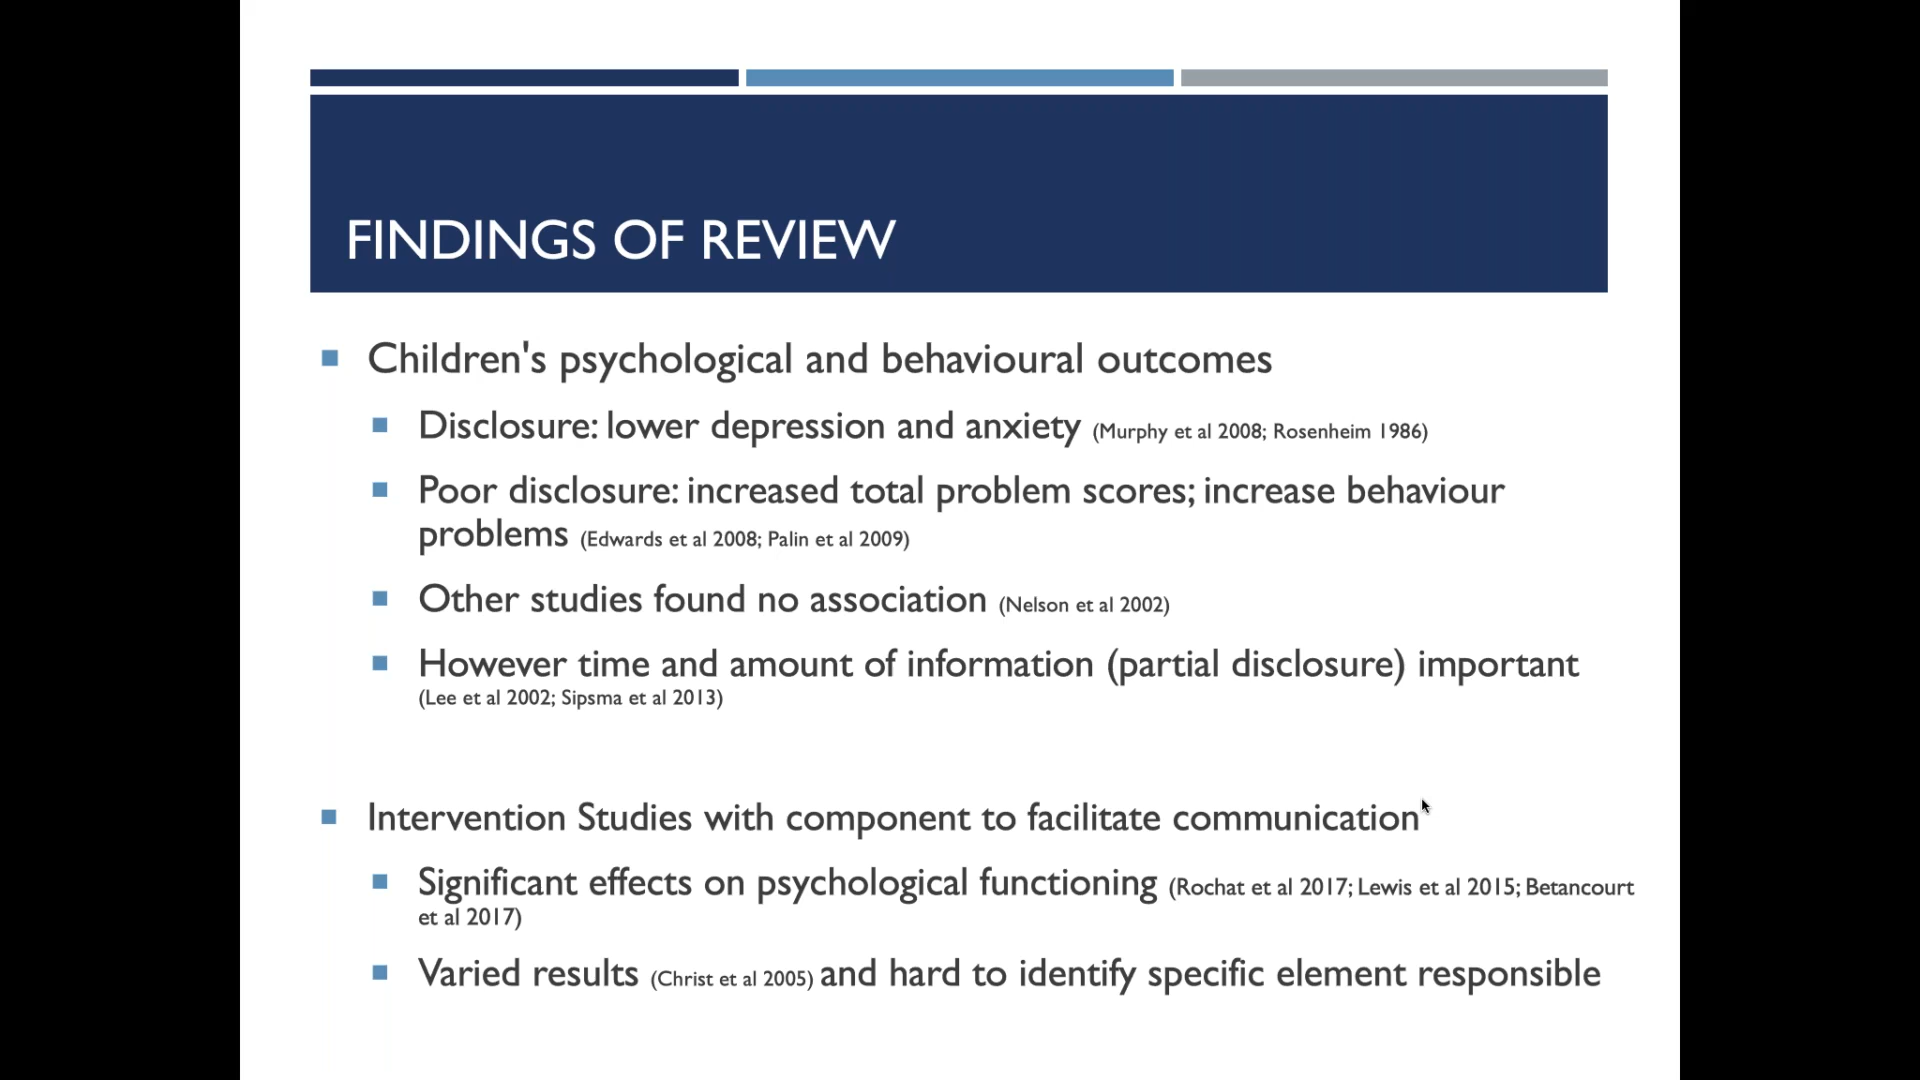 FINDINGS OF REVIEW
Children's psychological and behavioural outcomes
Disclosure: lower depression and anxiety (Murphy et al 2008; Rosenheim 1986)
Poor disclosure: increased total problem scores; increase behaviour
problems (Edwards et al 2008; Palin et al 2009)
Other studies found no association (Nelson et al 2002)
However time and amount of information (partial disclosure) important
(Lee et al 2002; Sipsma et al 2013)
Intervention Studies with component to facilitate communication
Significant effects on psychological functioning (Rochat et al 2017; Lewis et al 2015; Betancourt
et al 2017)
Varied results (Christ et al 2005) and hard to identify specific element responsible